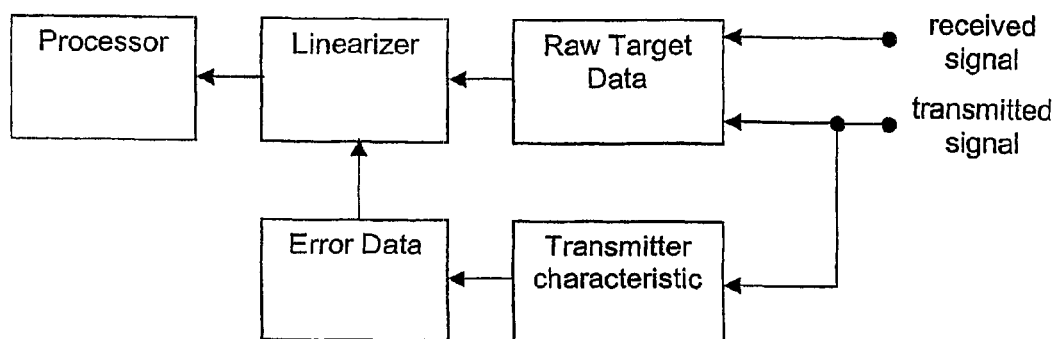 Processor
Linearizer
Raw Target
Data
received
signal
transmitted
signal
Error Data
Transmitter
characteristic